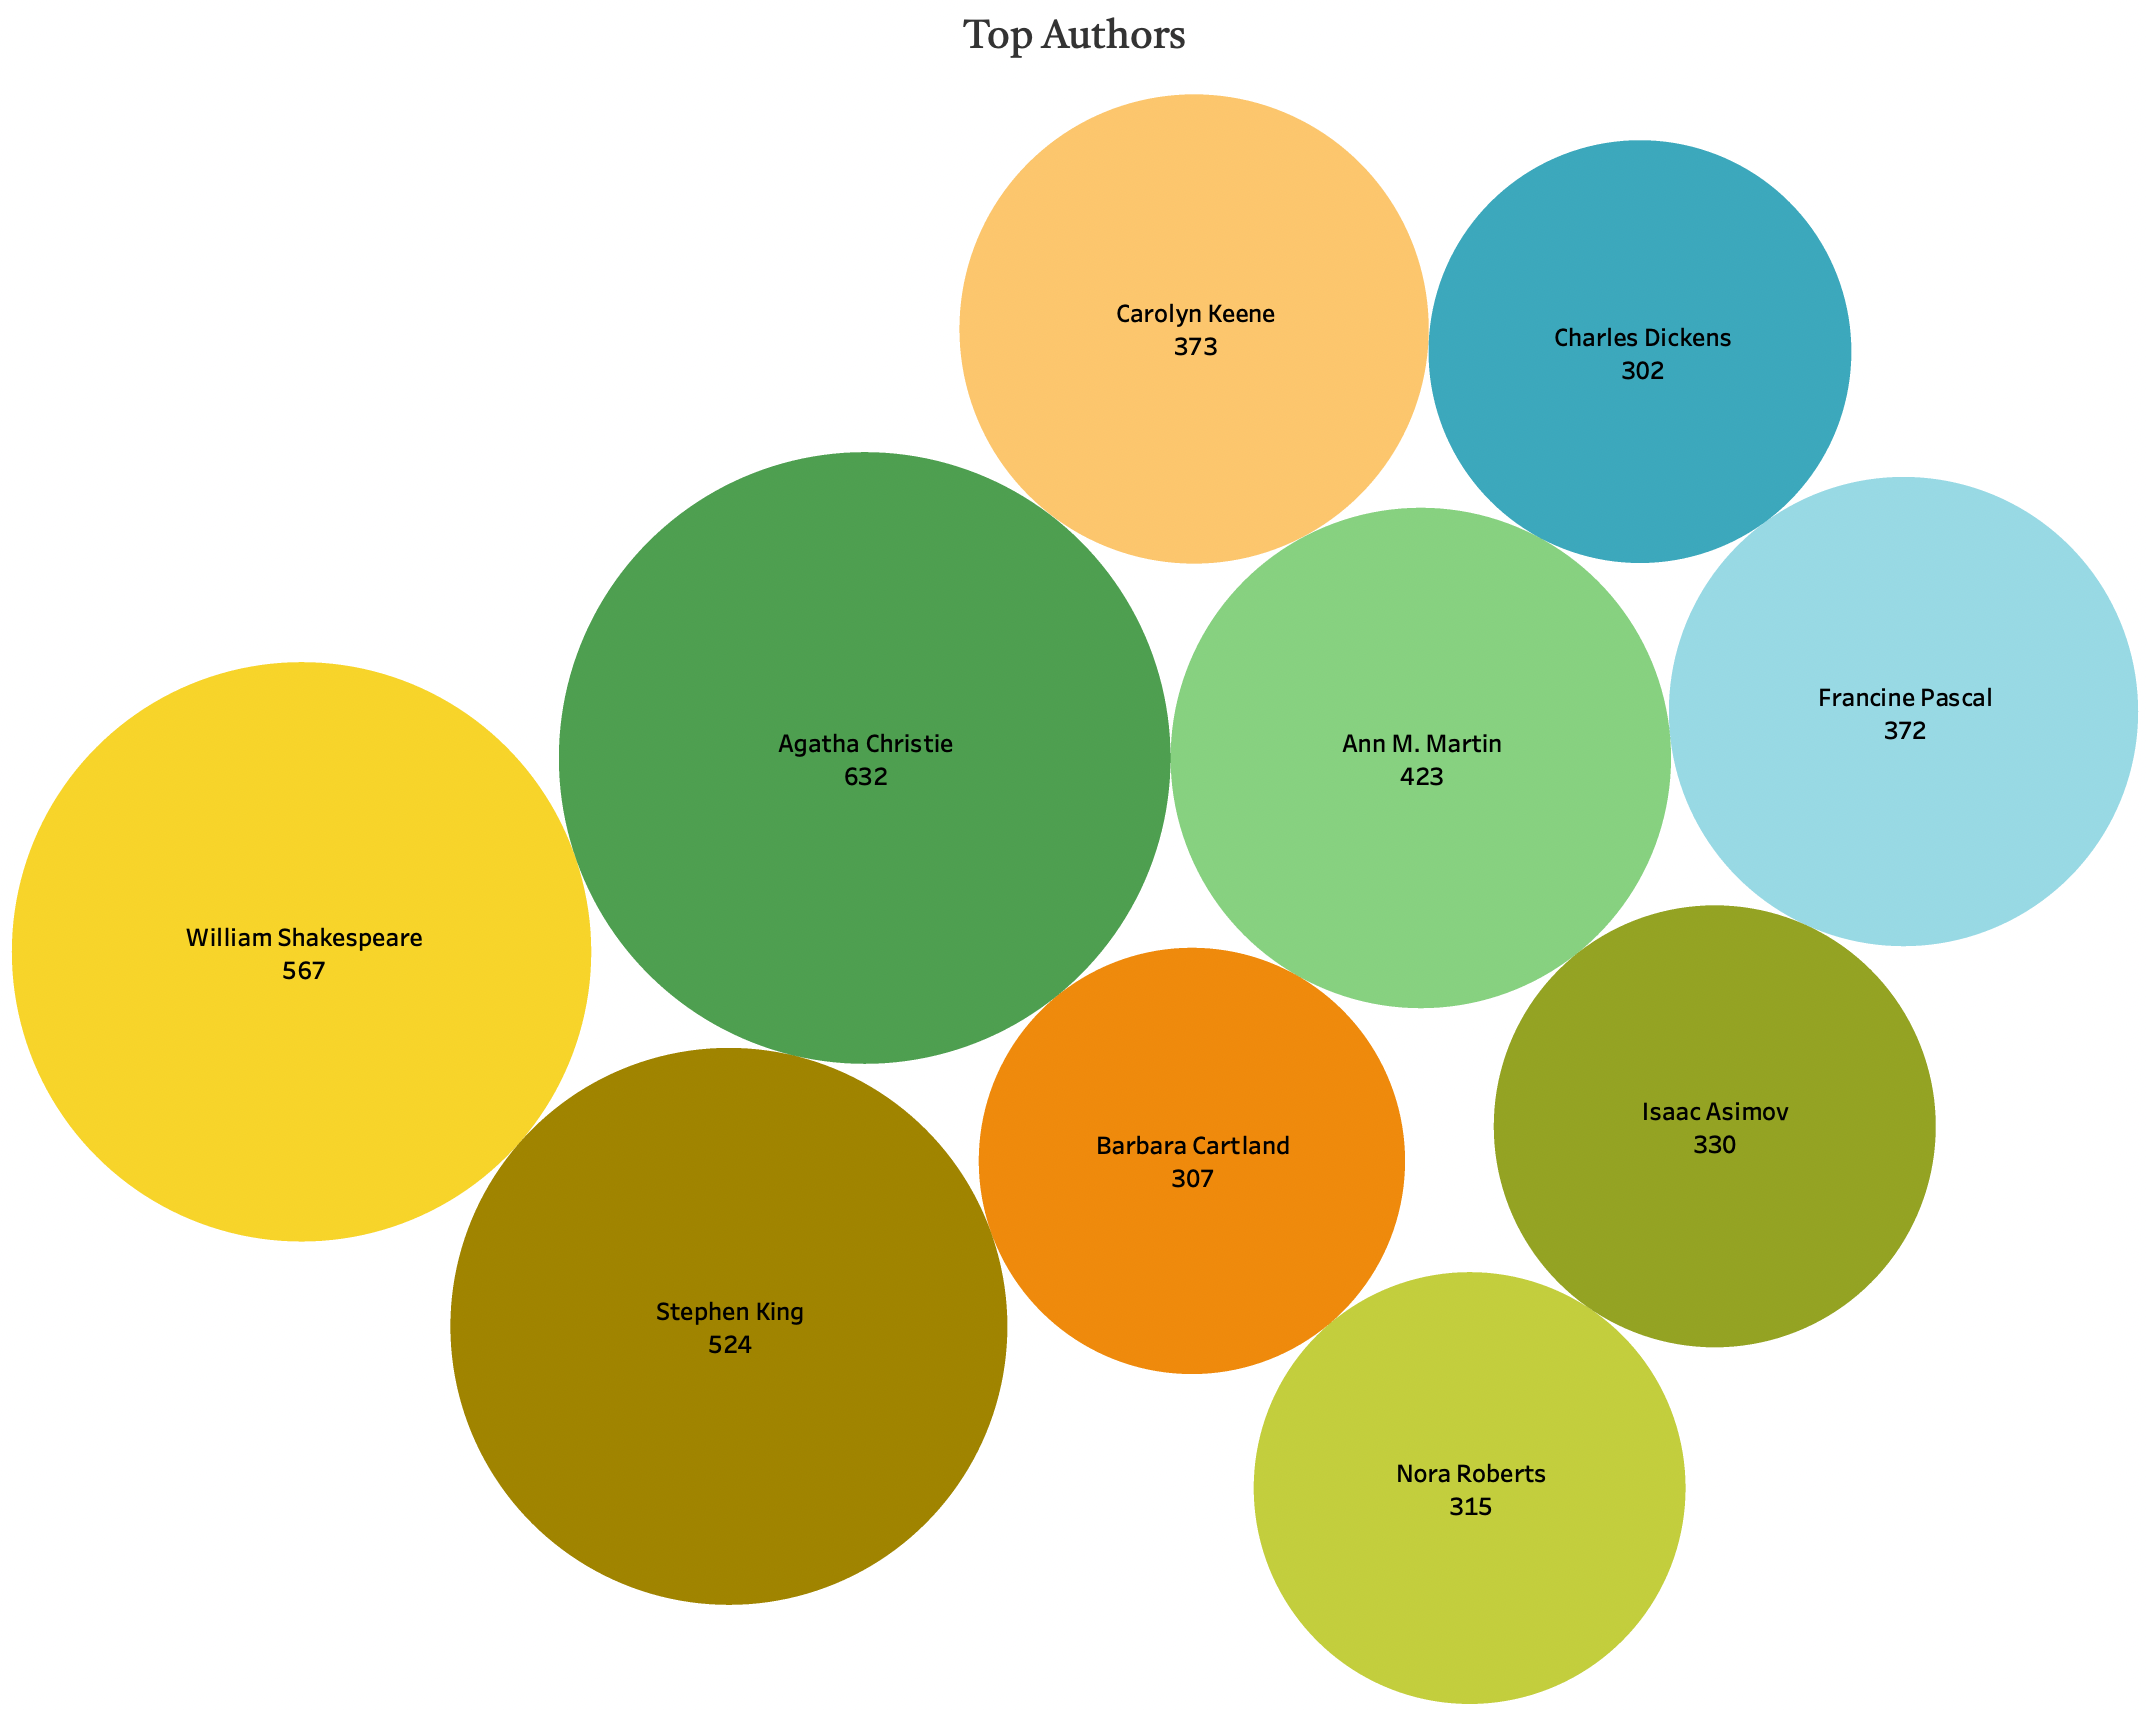 Top Authors
Carolyn Keene
373
Charles Dickens
302
Francine Pascal
372
Agatha Christie
632
Ann M. Martin
423
William Shakespeare
567
Isaac Asimov
330
Barbara Cartland
307
Stephen King
524
Nora Roberts
315